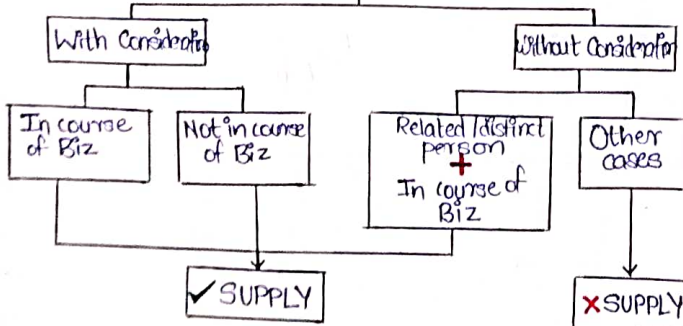 With Consideration
Without Consideration
In course
of Biz
Not in course
of Biz
Related/distinct
person
+
In course of
Biz
Other
cases
✓ SUPPLY
× SUPPLY